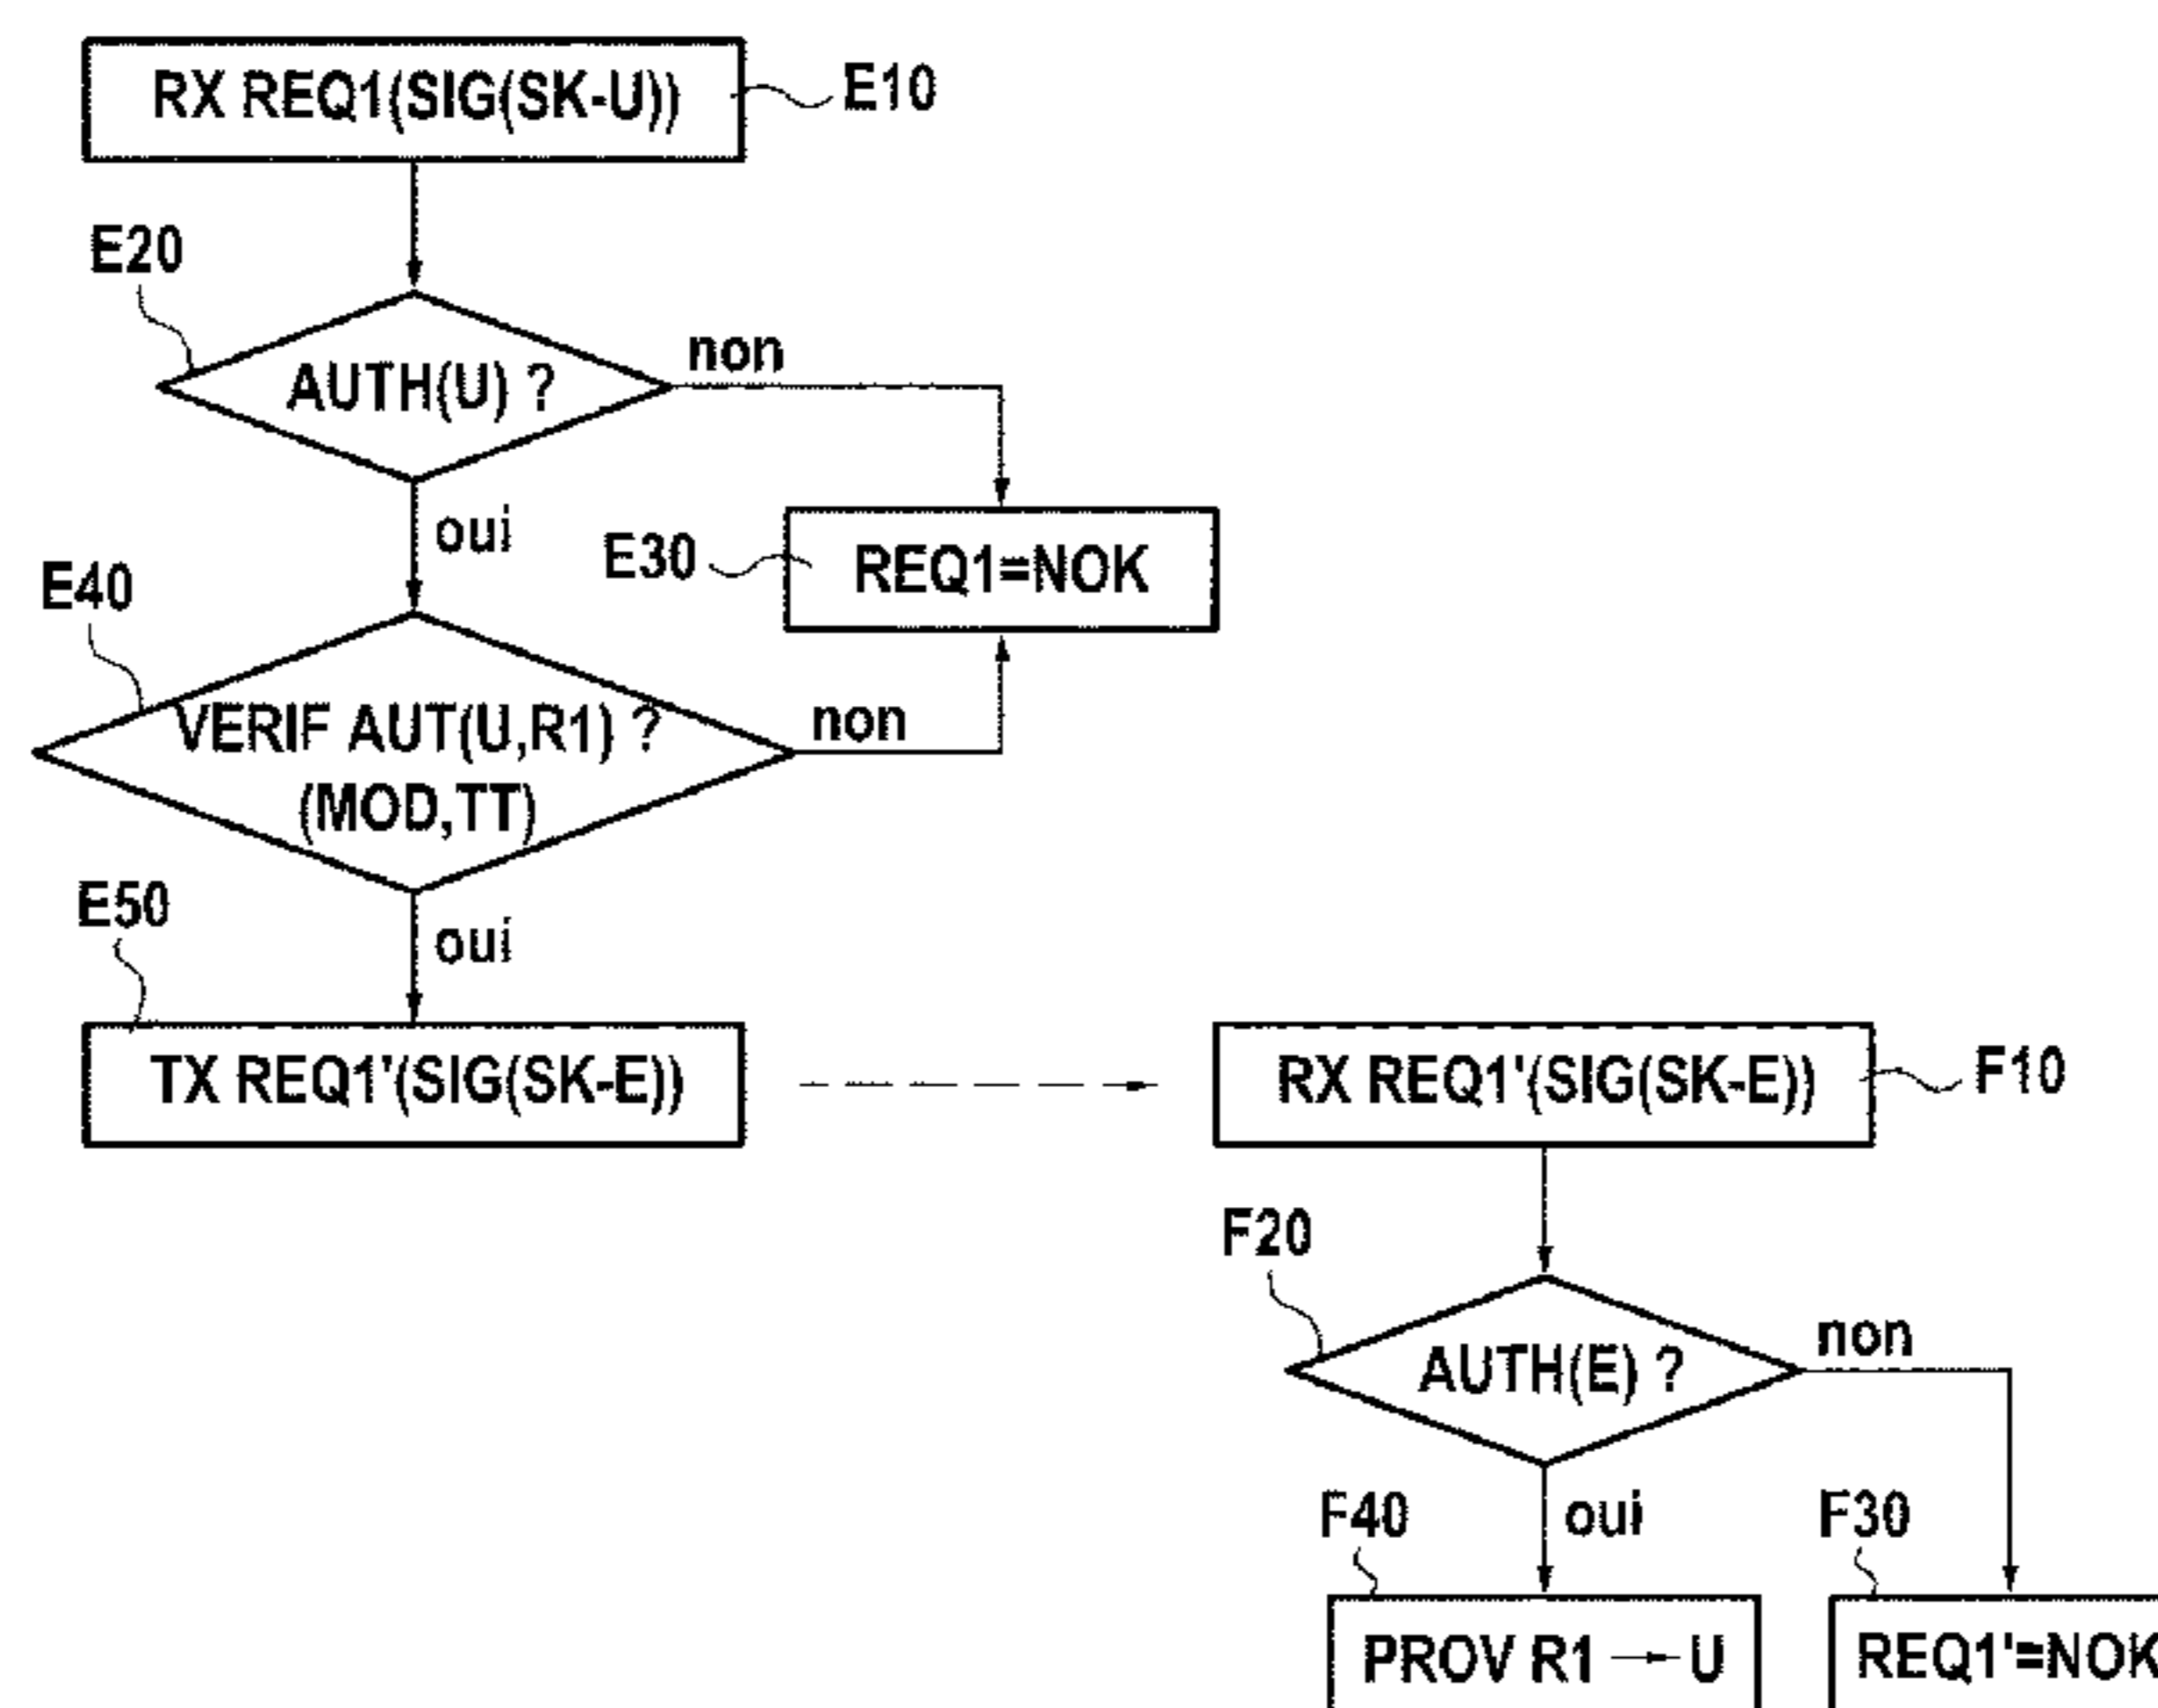 RX REQ1(SIG(SK-U))
E10
E20
AUTH(U) ?
non
oui
E30
REQ1=NOK
E40
VERIF AUT(U,R1) ?
(MOD,TT)
non
oui
E50
TX REQ1'(SIG(SK-E))
RX REQ1'(SIG(SK-E))
F10
F20
AUTH(E) ?
non
oui
F40
F30
PROV R1 → U
REQ1'=NOK